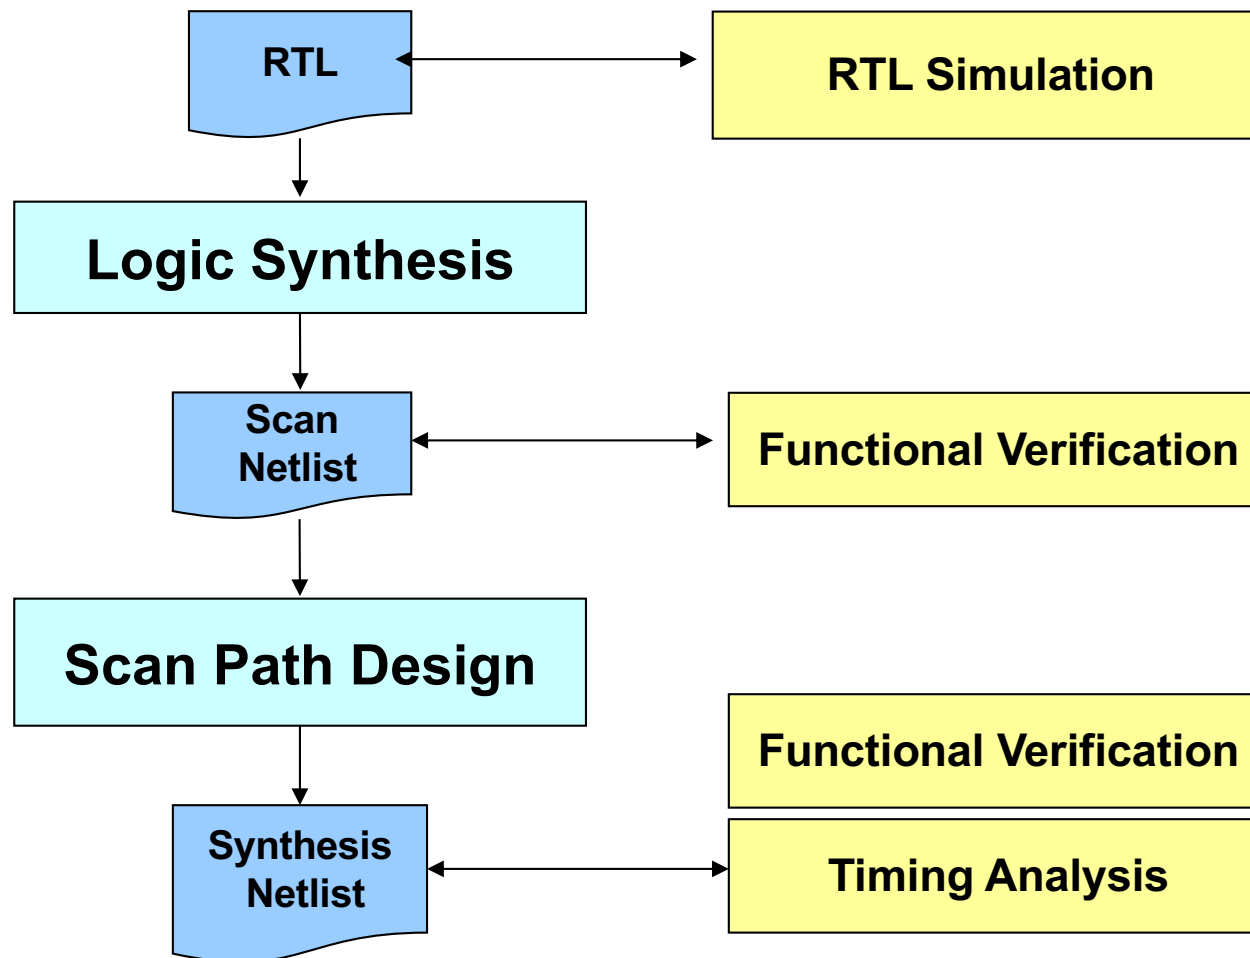 RTL
RTL Simulation
Logic Synthesis
Scan
Netlist
Functional Verification
Scan Path Design
Functional Verification
Synthesis
Netlist
Timing Analysis